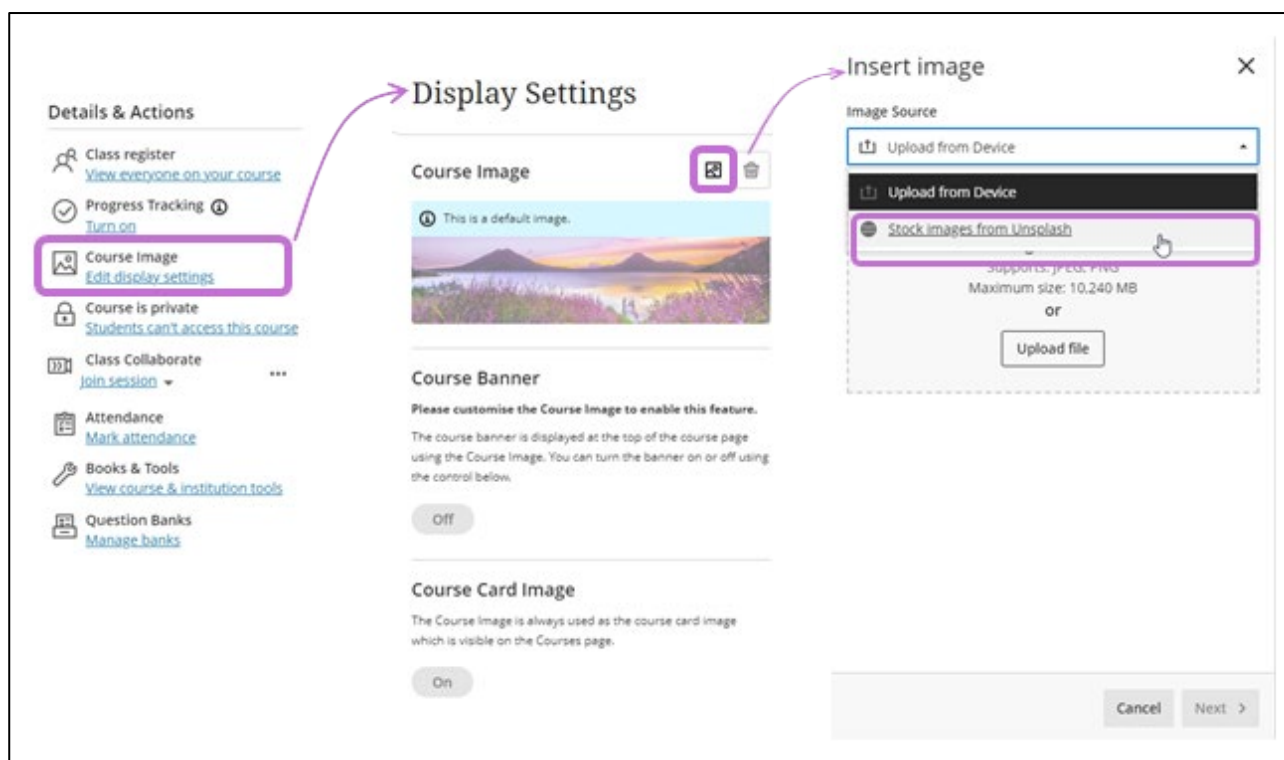 Details & Actions
Class register
View everyone on your course
Progress Tracking
Turn on
Course Image
Edit display settings
Course is private
Students can't access this course
Class Collaborate
Join session
Attendance
Mark attendance
Books & Tools
View course & institution tools
Question Banks
Manage banks
Display Settings
Course Image
This is a default image.
Course Banner
Please customise the Course Image to enable this feature.
The course banner is displayed at the top of the course page
using the Course Image. You can turn the banner on or off using
the control below.
Off
Course Card Image
The Course Image is always used as the course card image
which is visible on the Courses page.
On
Insert image
Image Source
Upload from Device
Upload from Device
Stock images from Unsplash
Supports: JPEG, PNG
Maximum size: 10,240 MB
or
Upload file
Cancel
Next